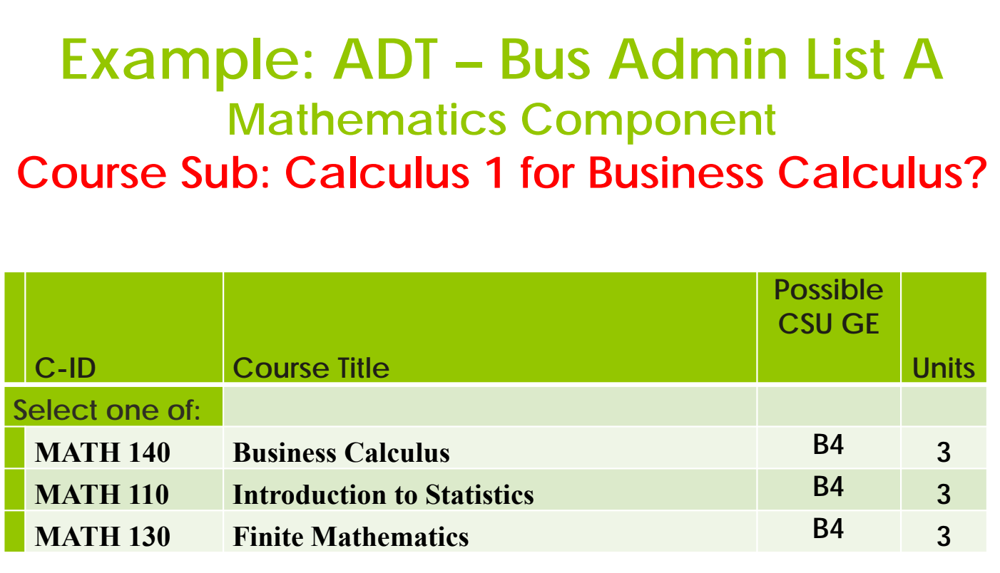 Example: ADT – Bus Admin List A
Mathematics Component
Course Sub: Calculus 1 for Business Calculus?
C-ID Course Title Possible CSU GE Units
Select one of:
MATH 140 Business Calculus B4 3
MATH 110 Introduction to Statistics B4 3
MATH 130 Finite Mathematics B4 3